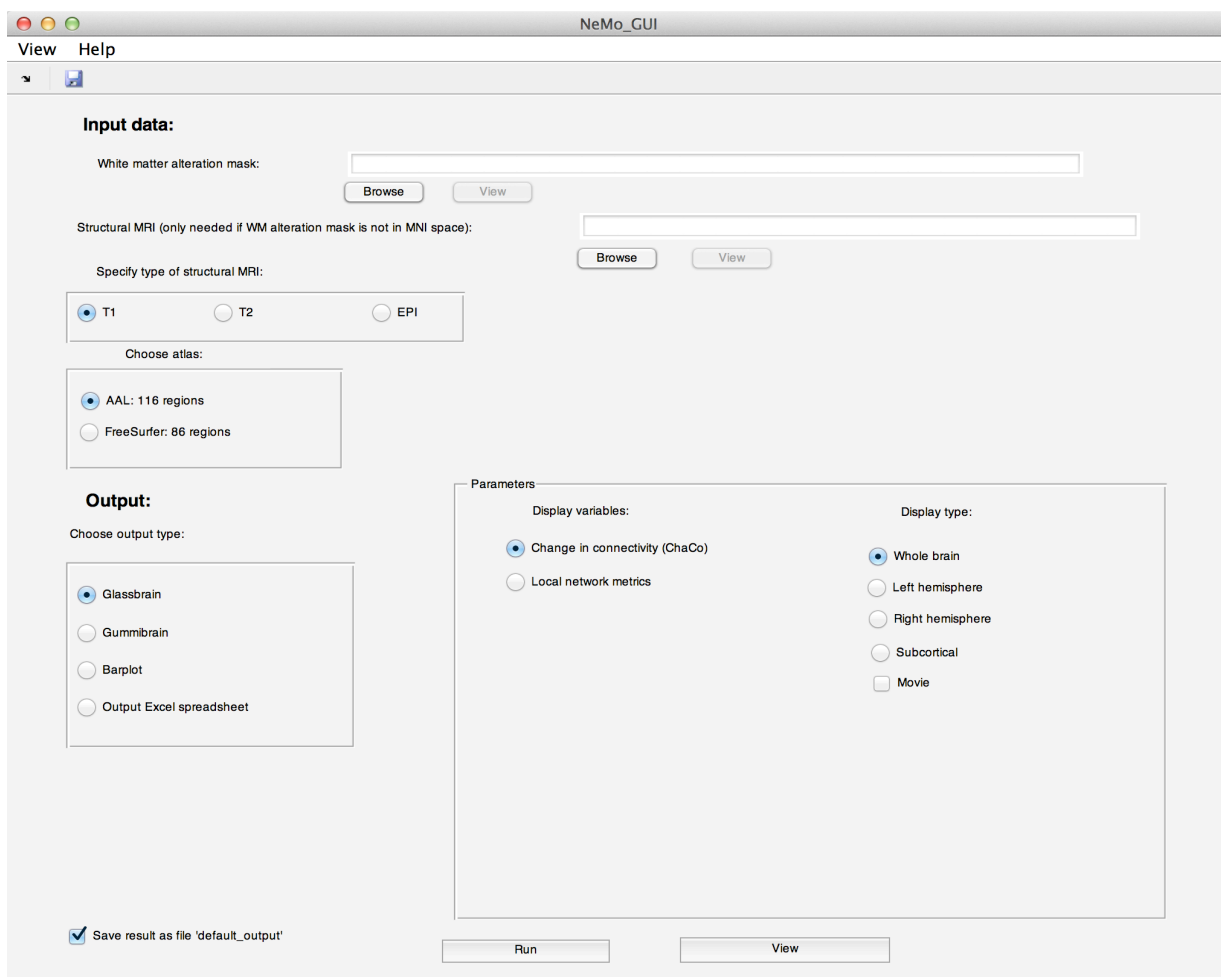 NeMo_GUI
View Help
Input data:
White matter alteration mask:
Browse View
Structural MRI (only needed if WM alteration mask is not in MNI space):
Browse View
Specify type of structural MRI:
T1 T2 EPI
Choose atlas:
AAL: 116 regions
FreeSurfer: 86 regions
Output:
Choose output type:
Glassbrain
Gummibrain
Barplot
Output Excel spreadsheet
Parameters
Display variables:
Change in connectivity (ChaCo)
Local network metrics
Display type:
Whole brain
Left hemisphere
Right hemisphere
Subcortical
Movie
Save result as file 'default_output'
Run View